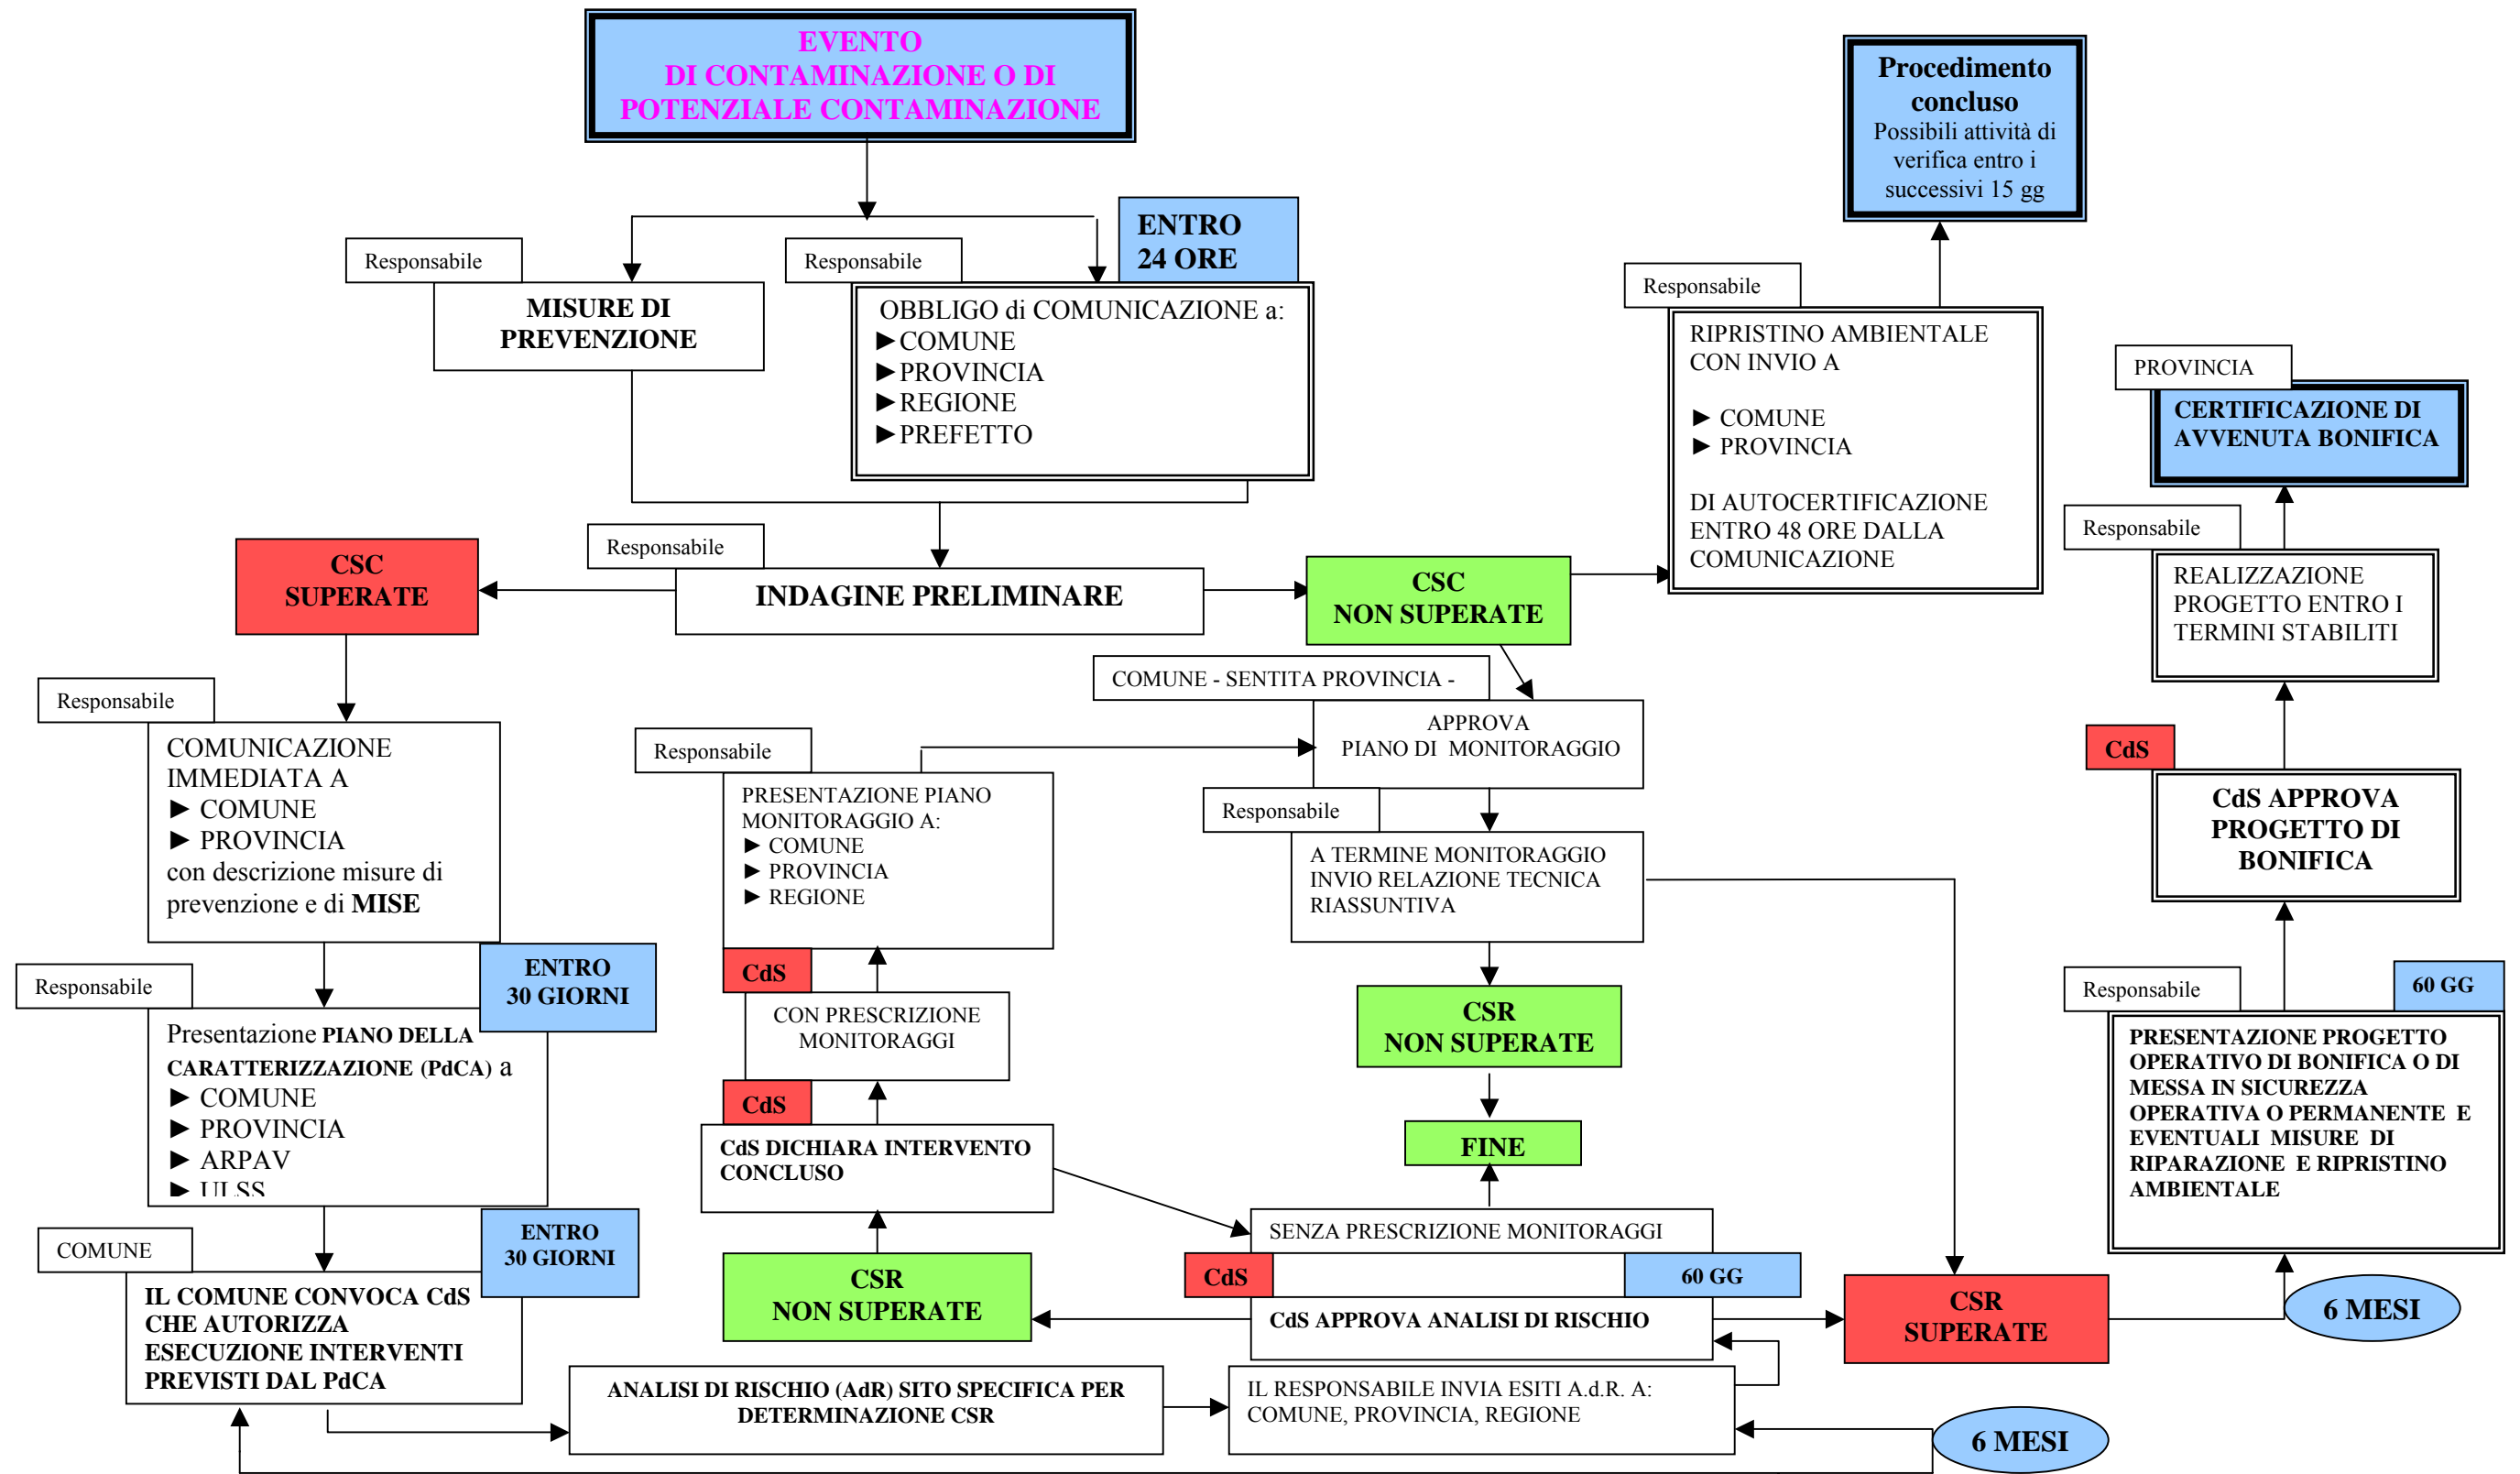 EVENTO
DI CONTAMINAZIONE O DI
POTENZIALE CONTAMINAZIONE
Procedimento
concluso
Possibili attività di
verifica entro i
successivi 15 gg
ENTRO
24 ORE
Responsabile
MISURE DI
PREVENZIONE
Responsabile
OBBLIGO di COMUNICAZIONE a:
►COMUNE
►PROVINCIA
►REGIONE
►PREFETTO
Responsabile
RIPRISTINO AMBIENTALE
CON INVIO A
► COMUNE
► PROVINCIA
DI AUTOCERTIFICAZIONE
ENTRO 48 ORE DALLA
COMUNICAZIONE
PROVINCIA
CERTIFICAZIONE DI
AVVENUTA BONIFICA
Responsabile
REALIZZAZIONE
PROGETTO ENTRO I
TERMINI STABILITI
CSC
SUPERATE
Responsabile
INDAGINE PRELIMINARE
CSC
NON SUPERATE
COMUNE - SENTITA PROVINCIA -
APPROVA
PIANO DI MONITORAGGIO
Responsabile
COMUNICAZIONE
IMMEDIATA A
► COMUNE
► PROVINCIA
con descrizione misure di
prevenzione e di MISE
Responsabile
PRESENTAZIONE PIANO
MONITORAGGIO A:
► COMUNE
► PROVINCIA
► REGIONE
Responsabile
A TERMINE MONITORAGGIO
INVIO RELAZIONE TECNICA
RIASSUNTIVA
CdS
CdS APPROVA
PROGETTO DI
BONIFICA
ENTRO
30 GIORNI
Responsabile
Presentazione PIANO DELLA
CARATTERIZZAZIONE (PdCA) a
► COMUNE
► PROVINCIA
► ARPAV
► ULSS
CdS
CON PRESCRIZIONE
MONITORAGGI
CSR
NON SUPERATE
Responsabile
60 GG
PRESENTAZIONE PROGETTO
OPERATIVO DI BONIFICA O DI
MESSA IN SICUREZZA
OPERATIVA O PERMANENTE E
EVENTUALI MISURE DI
RIPARAZIONE E RIPRISTINO
AMBIENTALE
CdS
CdS DICHIARA INTERVENTO
CONCLUSO
FINE
SENZA PRESCRIZIONE MONITORAGGI
COMUNE
ENTRO
30 GIORNI
IL COMUNE CONVOCA CdS
CHE AUTORIZZA
ESECUZIONE INTERVENTI
PREVISTI DAL PdCA
CSR
NON SUPERATE
CdS
60 GG
CdS APPROVA ANALISI DI RISCHIO
CSR
SUPERATE
6 MESI
ANALISI DI RISCHIO (AdR) SITO SPECIFICA PER
DETERMINAZIONE CSR
IL RESPONSABILE INVIA ESITI A.d.R. A:
COMUNE, PROVINCIA, REGIONE
6 MESI